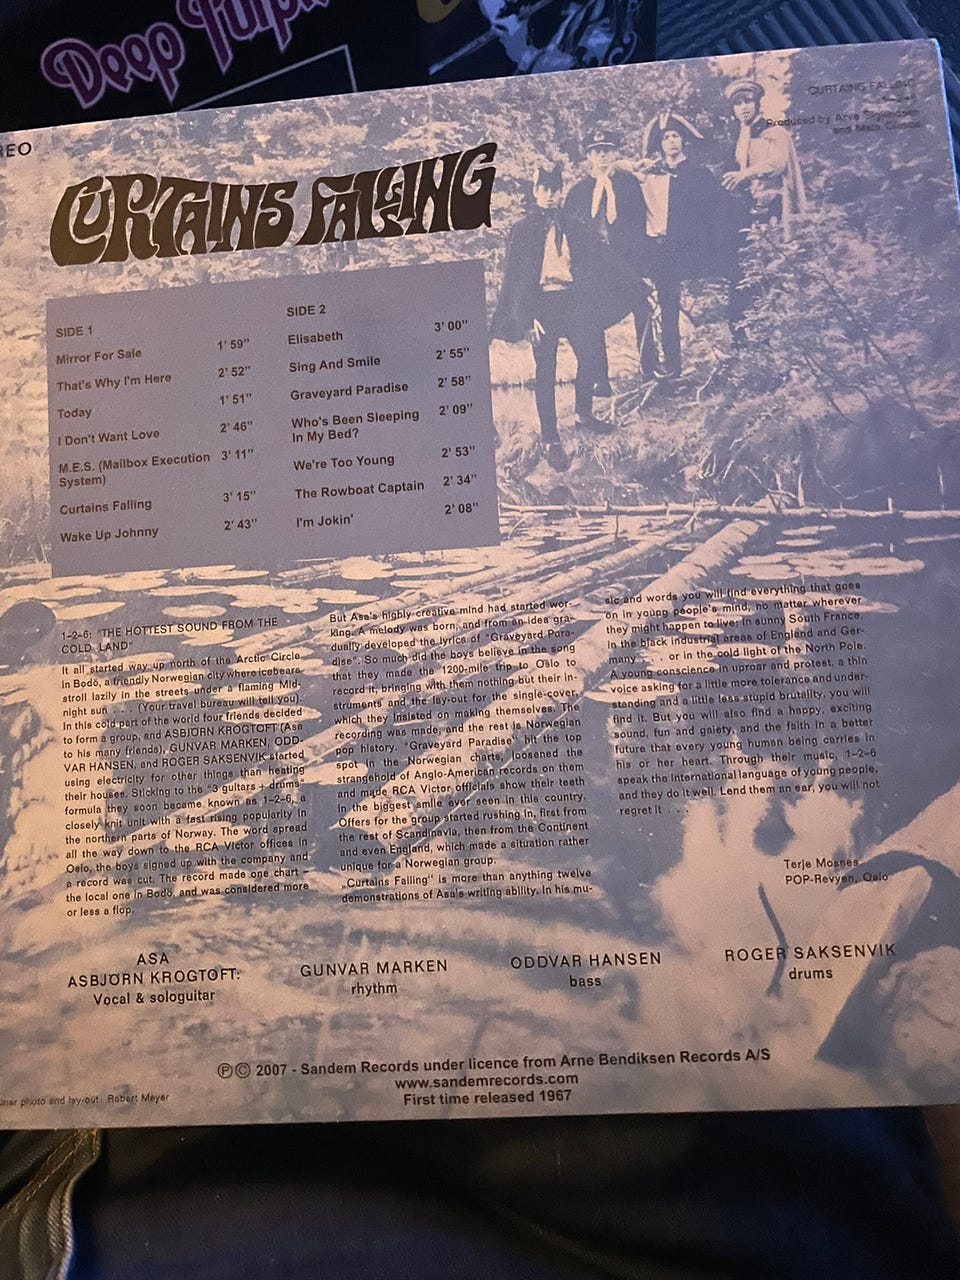 Deep Purpl
REO
CURTAINS FALLING
1-2-6
Produced by Arve Sigvaldsen
and
CURTAINS FALLING
SIDE 1
Mirror For Sale 1' 59"
That's Why I'm Here 2' 52"
Today 1' 51"
I Don't Want Love 2' 46"
M.E.S. (Mailbox Execution 3' 11"
System)
Curtains Falling 3' 15"
Wake Up Johnny 2' 43"
SIDE 2
Elisabeth 3' 00"
Sing And Smile 2' 55"
Graveyard Paradise 2' 58"
Who's Been Sleeping 2' 09"
In My Bed?
We're Too Young 2' 53"
The Rowboat Captain 2' 34"
I'm Jokin' 2' 08"
1-2-6: "THE HOTTEST SOUND FROM THE
COLD LAND"
It all started way up north of the Arctic Circle
in Bodö, a friendly Norwegian city where icebears
stroll lazily in the streets under a flaming Mid-
night sun . . . (Your travel bureau will tell you).
In this cold part of the world four friends decided
to form a group, and ASBJORN KROGTOFT (Asa
to his many friends), GUNVAR MARKEN, ODD
VAR HANSEN, and ROGER SAKSENVIK started
using electricity for other things than heating
their houses. Sticking to the "3 guitars + drums"
formula they soon became known as 1-2-6, a
closely knit unit with a fast rising popularity in
the northern parts of Norway. The word spread
all the way down to the RCA Victor offices in
Oslo, the boys signed up with the company and
a record was cut. The record made one chart –
the local one in Bodö, and was considered more
or less a flop.
But Asa's highly creative mind had started wor-
king. A melody was born, and from an idea gra-
dually developed the lyrics of "Graveyard Para-
dise". So much did the boys believe in the song
that they made the 1200-mile trip to Oslo to
record it, bringing with them nothing but their in-
struments and the lay-out for the single-cover,
which they insisted on making themselves. The
recording was made, and the rest is Norwegian
pop history. "Graveyard Paradise" hit the top
spot in the Norwegian charts, loosened the
stranglehold of Anglo-American records on them
and made RCA Victor officials show their teeth
in the biggest smile ever seen in this country.
Offers for the group started rushing in, first from
the rest of Scandinavia, then from the Continent
and even England, which made a situation rather
unique for a Norwegian group.
„Curtains Falling" is more than anything twelve
demonstrations of Asa's writing ability. In his mu-
sic and words you will find everything that goes
on in young people's mind, no matter wherever
they might happen to live: In sunny South France,
in the black industrial areas of England and Ger-
many . . . or in the cold light of the North Pole.
A young conscience in uproar and protest, a thin
voice asking for a little more tolerance and under-
standing and a little less stupid brutality, you will
find it. But you will also find a happy, exciting
sound, fun and gaiety, and the faith in a better
future that every young human being carries in
his or her heart. Through their music, 1-2-6
speak the international language of young people,
and they do it well. Lend them an ear, you will not
regret it . . .
Terje Mosnes
POP-Revyen, Oslo
ASA
ASBJORN KROGTOFT:
Vocal & sologuitar
GUNVAR MARKEN
rhythm
ODDVAR HANSEN
bass
ROGER SAKSENVIK
drums
℗© 2007 - Sandem Records under licence from Arne Bendiksen Records A/S
www.sandemrecords.com
First time released 1967
iner photo and lay-out: Robert Meyer